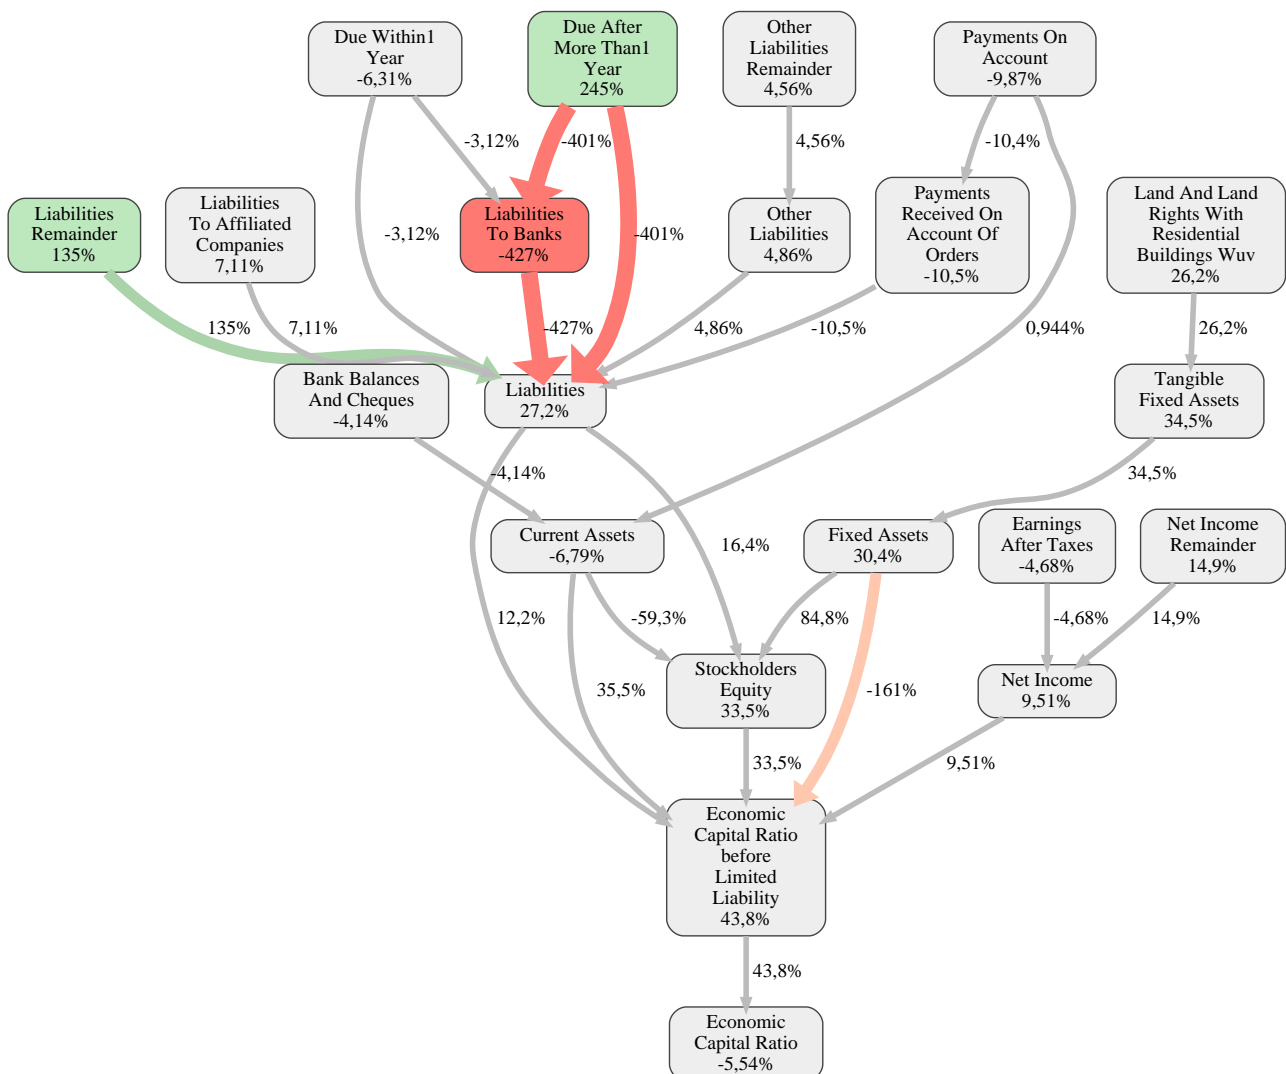 Due Within1
Year
-6,31%
Due After
More Than1
Year
245%
Other
Liabilities
Remainder
4,56%
Payments On
Account
-9,87%
-3,12%
-401%
4,56%
-10,4%
Liabilities
Remainder
135%
Liabilities
To Affiliated
Companies
7,11%
-3,12%
Liabilities
To Banks
-427%
-401%
Other
Liabilities
4,86%
Payments
Received On
Account Of
Orders
-10,5%
Land And Land
Rights With
Residential
Buildings Wuv
26,2%
135%
7,11%
-427%
4,86%
-10,5%
0,944%
26,2%
Bank Balances
And Cheques
-4,14%
Liabilities
27,2%
Tangible
Fixed Assets
34,5%
-4,14%
34,5%
Current Assets
-6,79%
16,4%
Fixed Assets
30,4%
Earnings
After Taxes
-4,68%
Net Income
Remainder
14,9%
12,2%
-59,3%
84,8%
-4,68%
14,9%
35,5%
Stockholders
Equity
33,5%
-161%
Net Income
9,51%
33,5%
9,51%
Economic
Capital Ratio
before
Limited
Liability
43,8%
43,8%
Economic
Capital Ratio
-5,54%